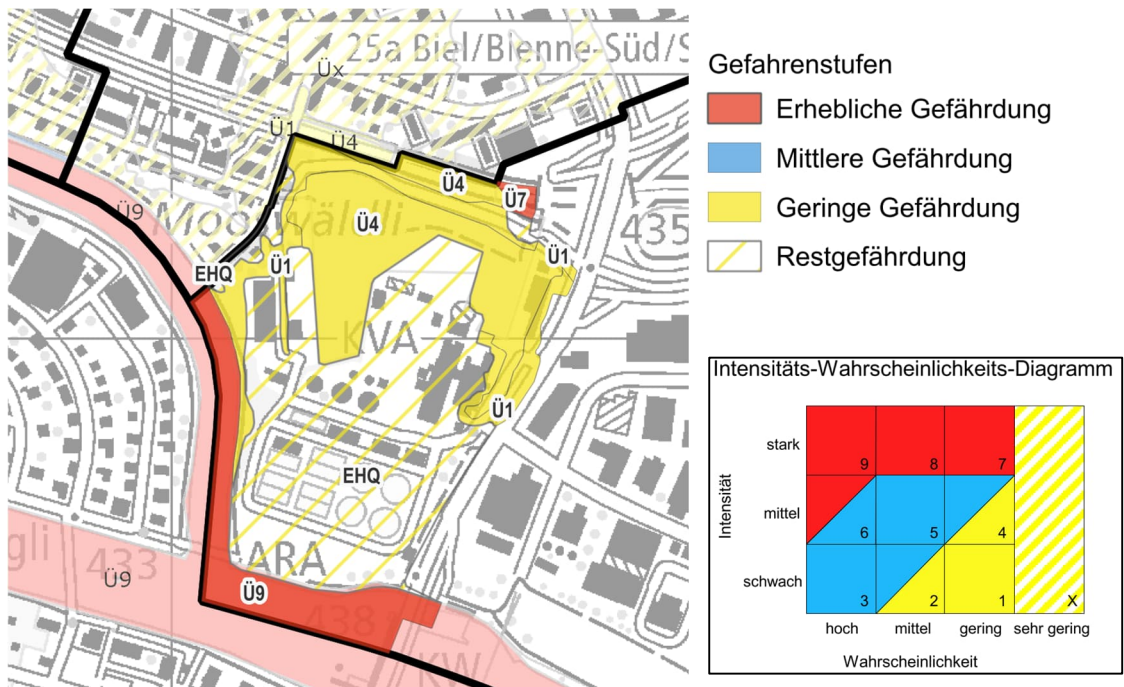 25a Biel/Bienne-Süd/S
Üx
Ü1
Ü4
Ü4
Ü7
Ü9
Ü4
435
Ü1
Ü1
EHQ
KVA
Ü1
EHQ
gli
433
ARA
Ü9
Ü9
438
KW
Gefahrenstufen
Erhebliche Gefährdung
Mittlere Gefährdung
Geringe Gefährdung
Restgefährdung
Intensitäts-Wahrscheinlichkeits-Diagramm
Intensität
stark
9
8
7
mittel
6
5
4
schwach
3
2
1
X
hoch
mittel
gering
sehr gering
Wahrscheinlichkeit